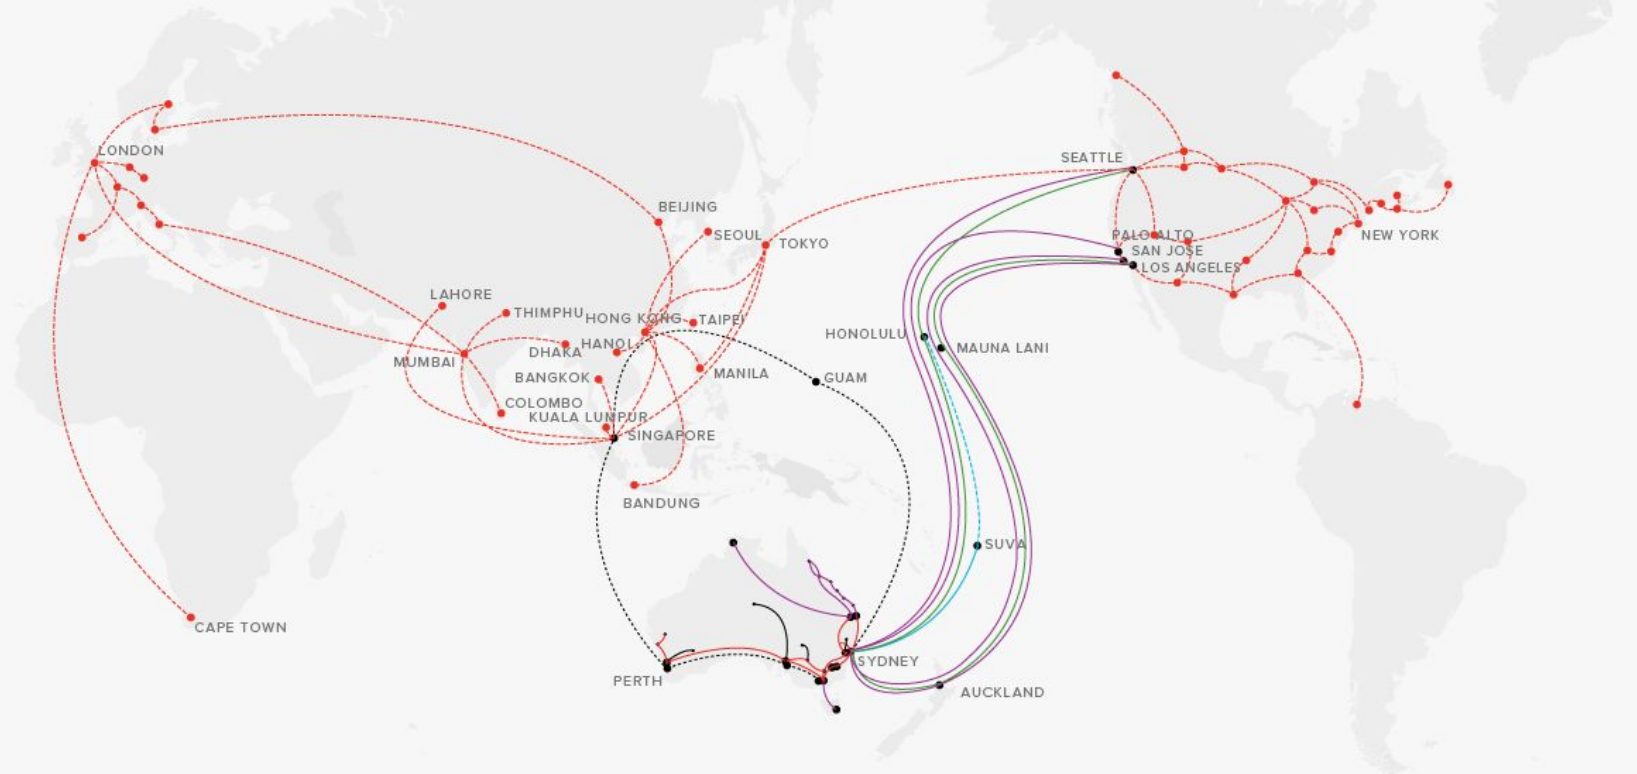 LONDON
SEATTLE
BEIJING
SEOUL
TOKYO
PALO ALTO
NEW YORK
SAN JOSE
LOS ANGELES
LAHORE
THIMPHU
HONG KONG
TAIPEI
HONOLULU
DHAKA
HANOI
MAUNA LANI
MUMBAI
BANGKOK
MANILA
GUAM
COLOMBO
KUALA LUMPUR
SINGAPORE
BANDUNG
SUVA
CAPE TOWN
SYDNEY
PERTH
AUCKLAND